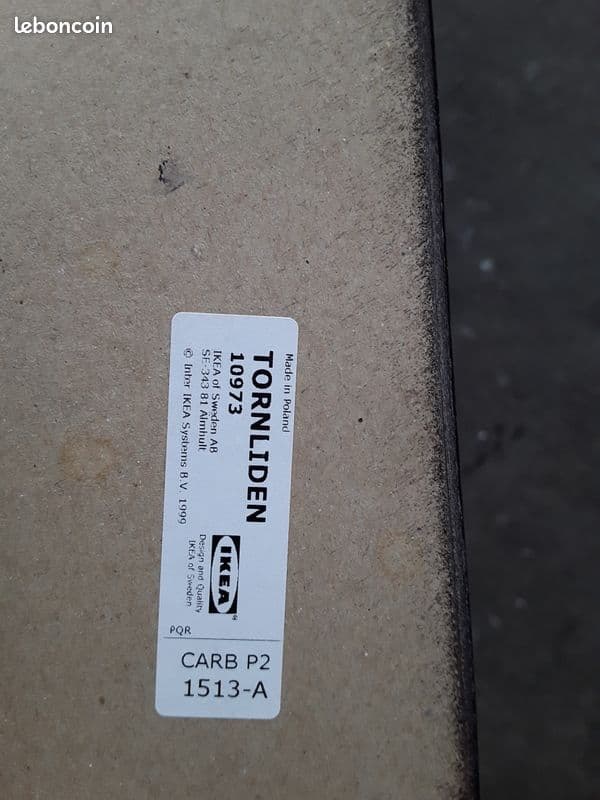 leboncoin
Made in Poland
TORNLIDEN
10973
IKEA of Sweden AB
SE-343 81 Almhult
© Inter IKEA Systems B.V. 1999
IKEA®
Design and Quality
IKEA of Sweden
PQR
CARB P2
1513-A